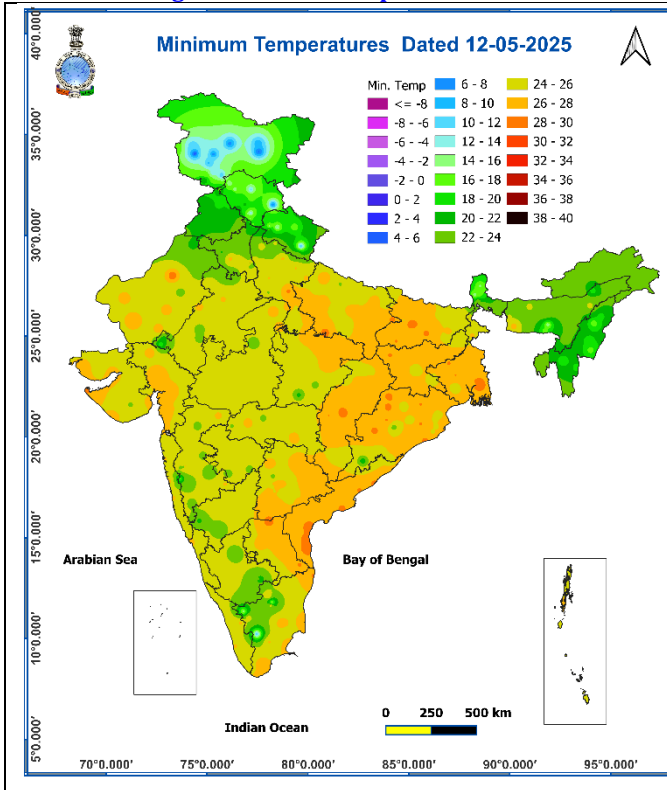 Minimum Temperatures Dated 12-05-2025
Min. Temp
<= -8
-8 - -6
-6 - -4
-4 - -2
-2 - 0
0 - 2
2 - 4
4 - 6
6 - 8
8 - 10
10 - 12
12 - 14
14 - 16
16 - 18
18 - 20
20 - 22
22 - 24
24 - 26
26 - 28
28 - 30
30 - 32
32 - 34
34 - 36
36 - 38
38 - 40
40°0.000'
35°0.000'
30°0.000'
25°0.000'
20°0.000'
15°0.000'
10°0.000'
5°0.000'
Arabian Sea
Bay of Bengal
Indian Ocean
0 250 500 km
70°0.000' 75°0.000' 80°0.000' 85°0.000' 90°0.000' 95°0.000'